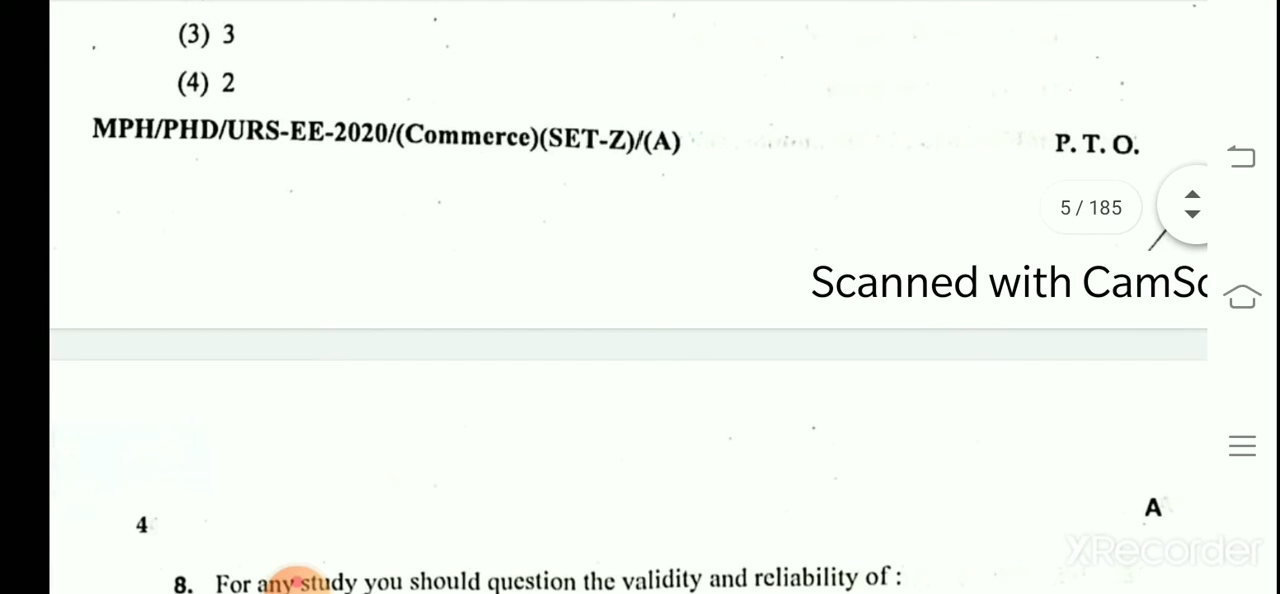 (3) 3
(4) 2
MPH/PHD/URS-EE-2020/(Commerce)(SET-Z)/(A)
P. T. O.
5 / 185
Scanned with CamSc
A
4
XRecorder
8. For any study you should question the validity and reliability of :